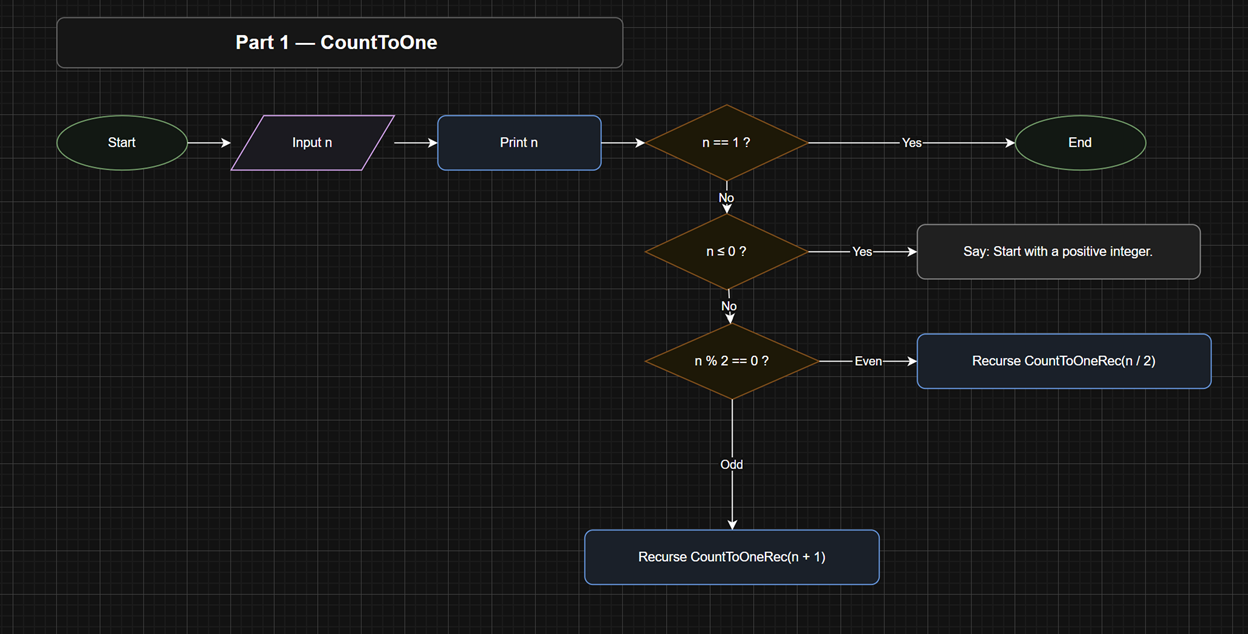 Part 1 — CountToOne
Start
Input n
Print n
n == 1 ?
Yes
End
No
n ≤ 0 ?
Yes
Say: Start with a positive integer.
No
n % 2 == 0 ?
Even
Recurse CountToOneRec(n / 2)
Odd
Recurse CountToOneRec(n + 1)